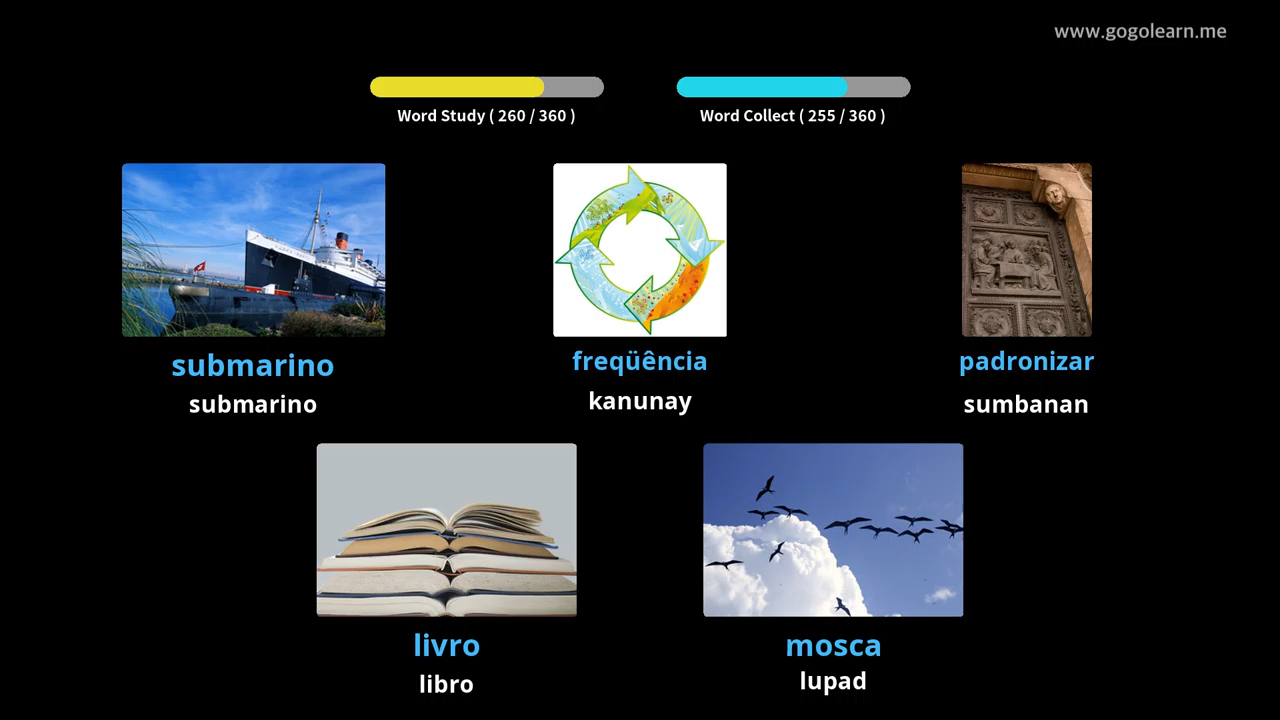 www.gogolearn.me
Word Study ( 260 / 360 )
Word Collect ( 255 / 360 )
submarino
submarino
freqüência
kanunay
padronizar
sumbanan
livro
libro
mosca
lupad